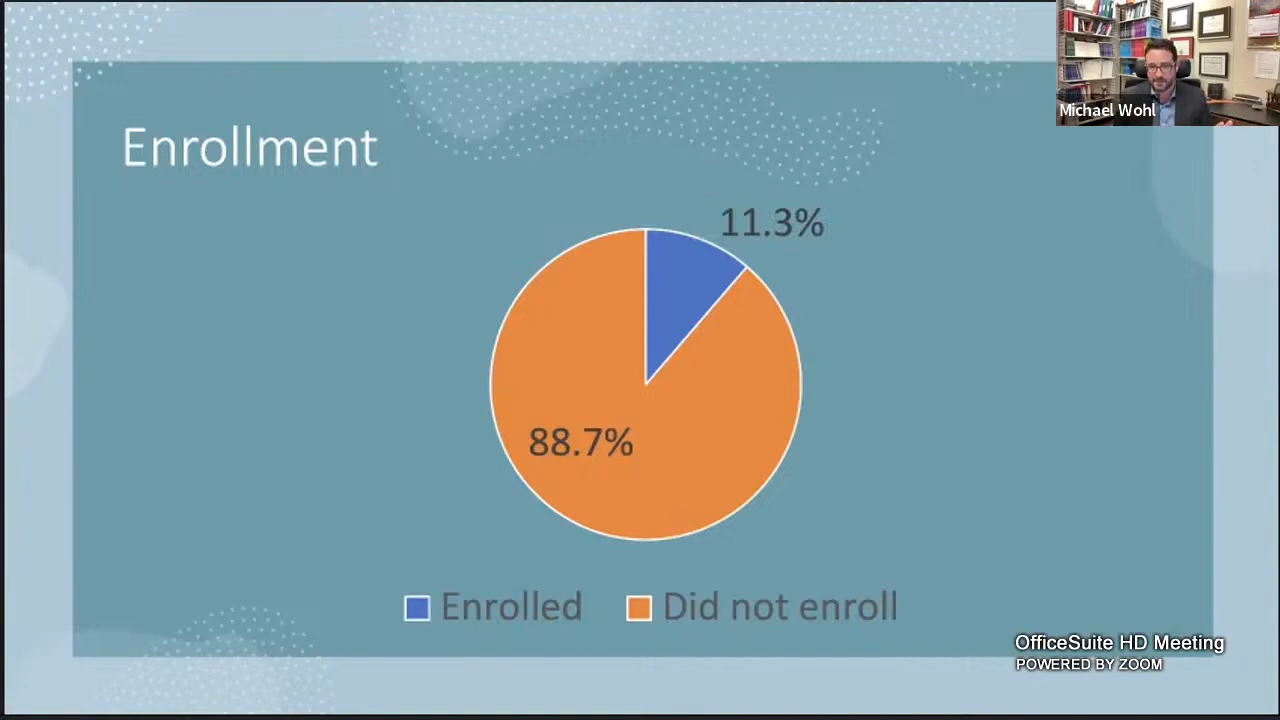 Michael Wohl
Enrollment
11.3%
88.7%
Enrolled
Did not enroll
OfficeSuite HD Meeting
POWERED BY ZOOM